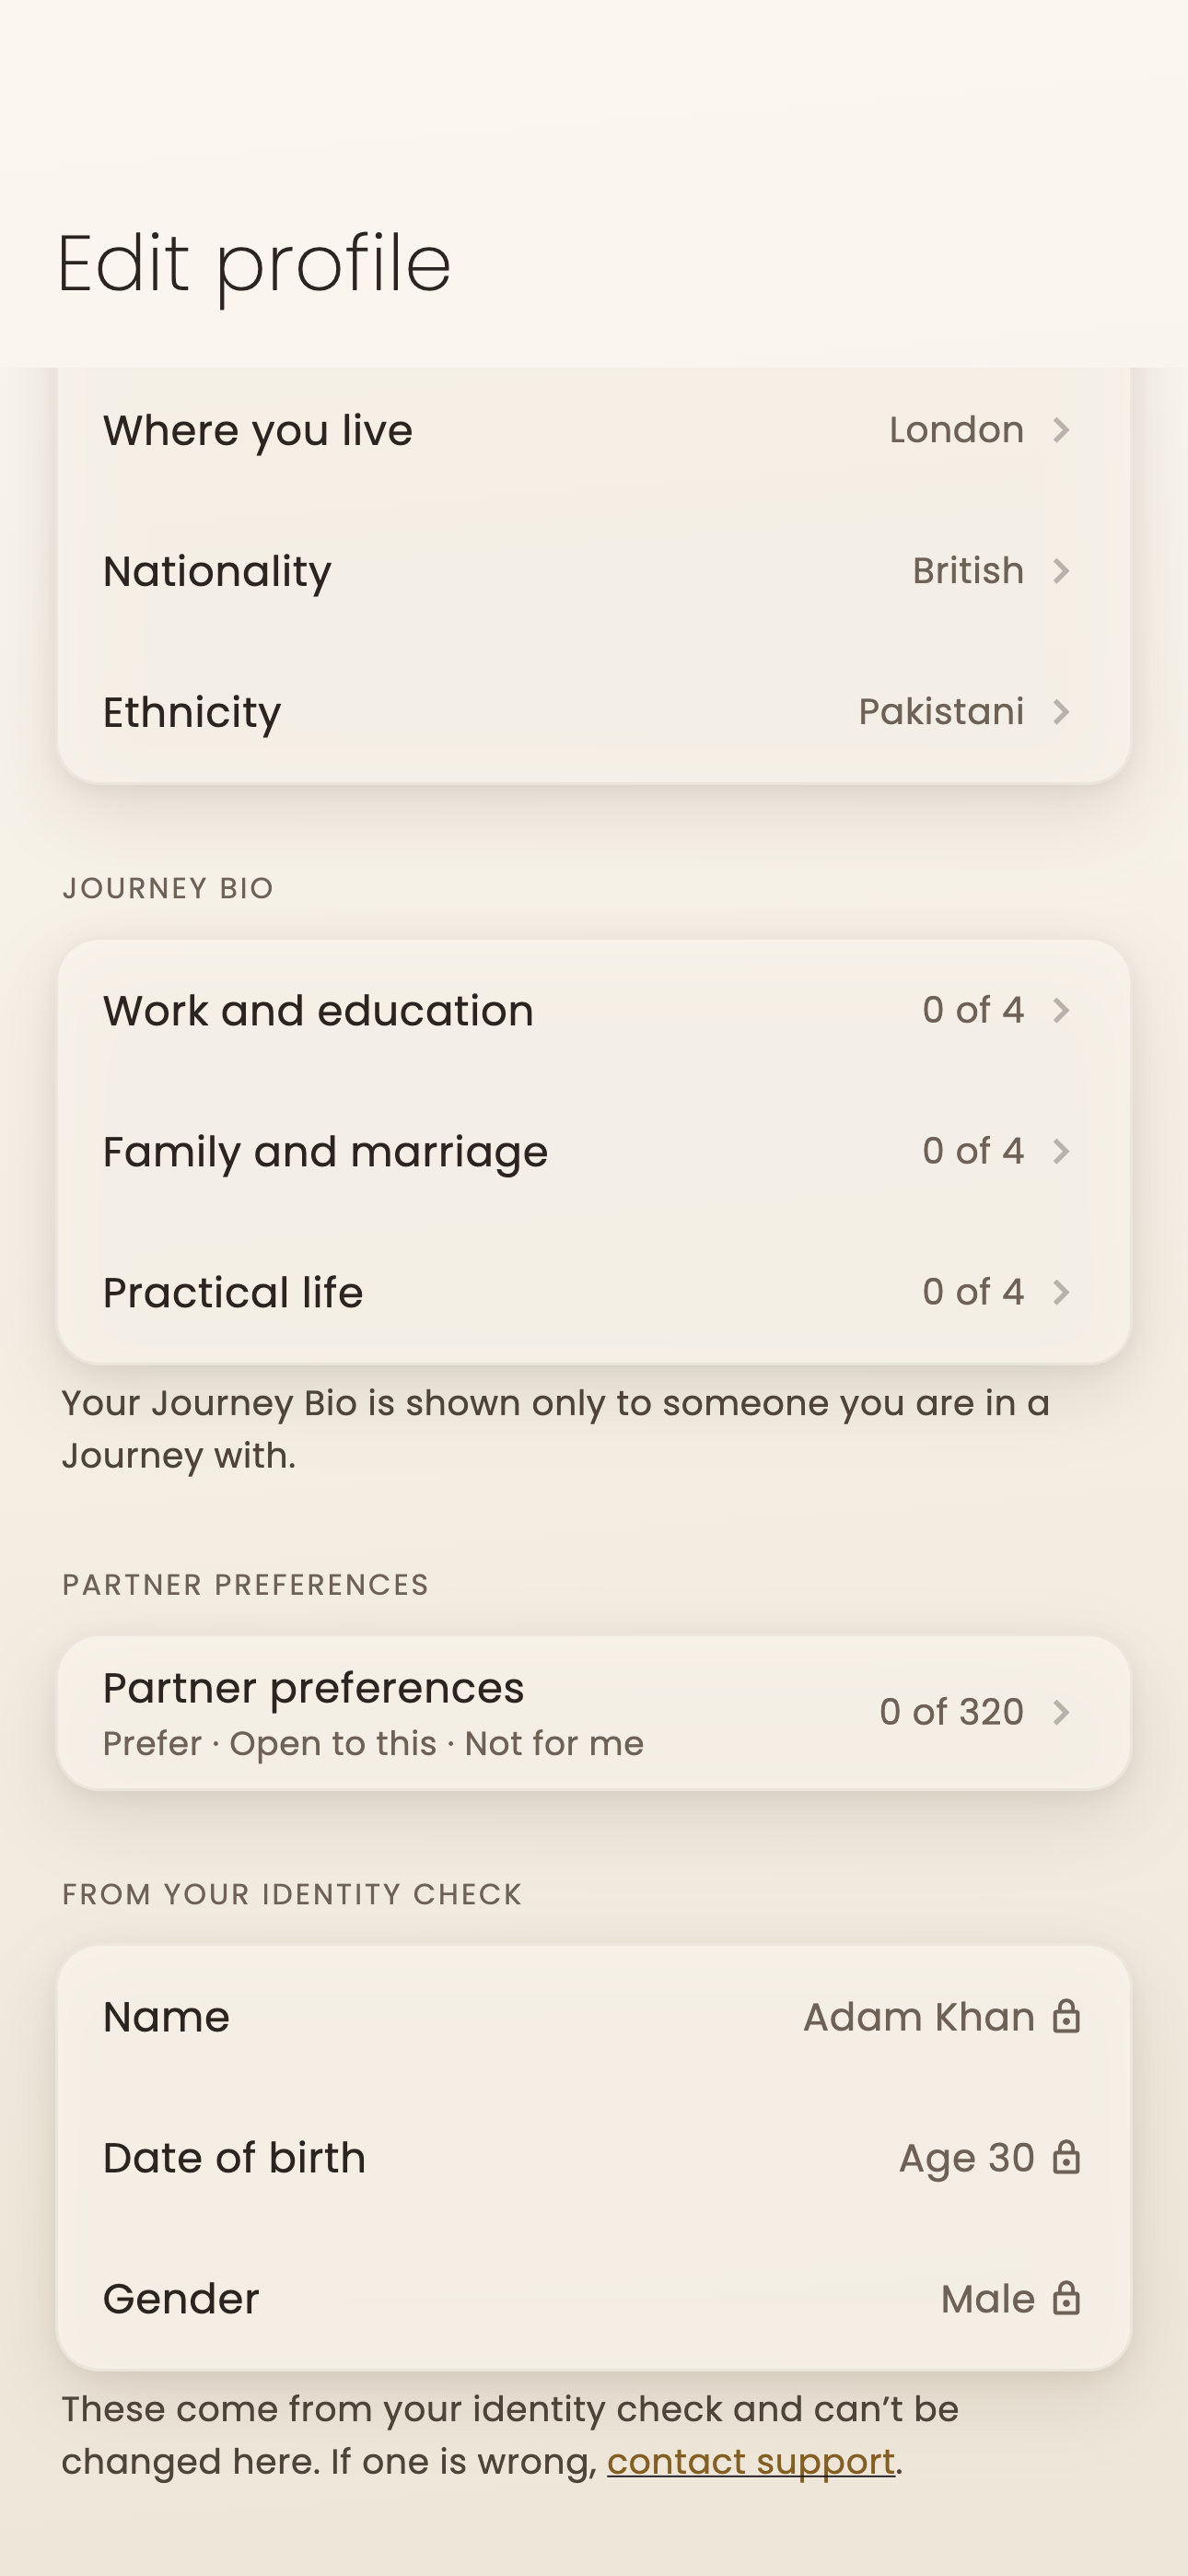 Edit profile
Where you live London
Nationality British
Ethnicity Pakistani
JOURNEY BIO
Work and education 0 of 4
Family and marriage 0 of 4
Practical life 0 of 4
Your Journey Bio is shown only to someone you are in a
Journey with.
PARTNER PREFERENCES
Partner preferences 0 of 320
Prefer · Open to this · Not for me
FROM YOUR IDENTITY CHECK
Name Adam Khan
Date of birth Age 30
Gender Male
These come from your identity check and can’t be
changed here. If one is wrong, contact support.